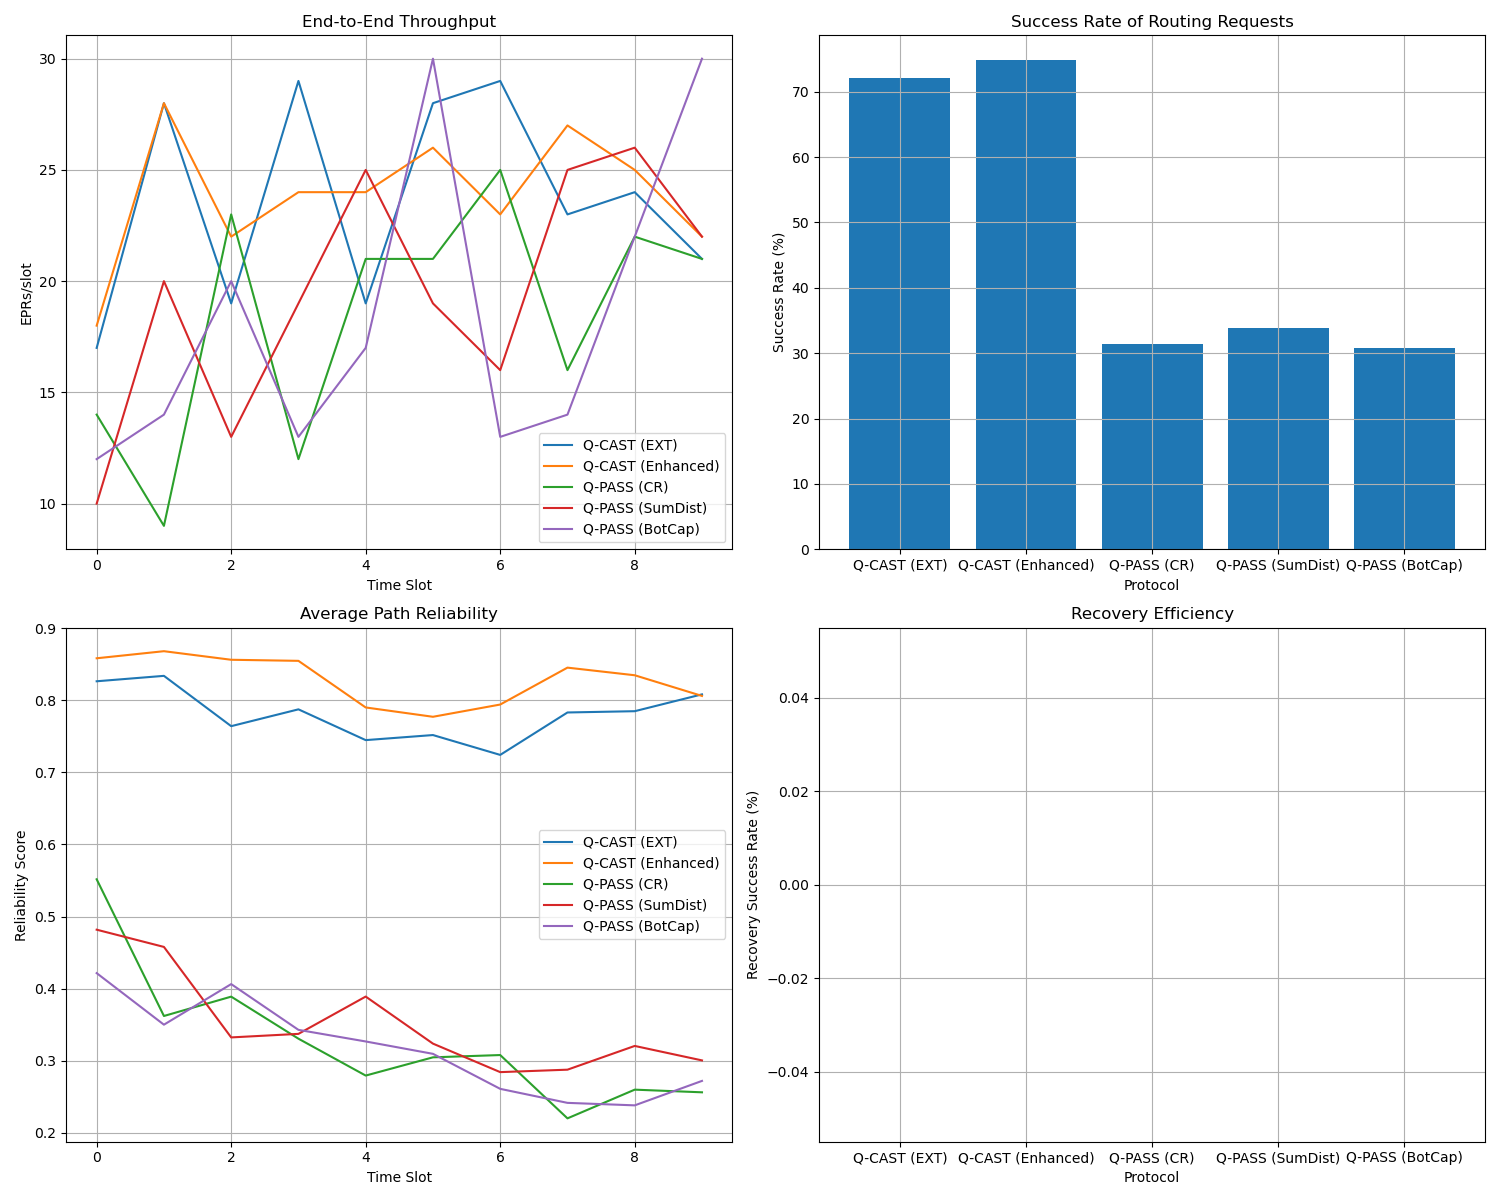 End-to-End Throughput
30
25
20
15
10
EPRs/slot
0 2 4 6 8
Time Slot
Q-CAST (EXT)
Q-CAST (Enhanced)
Q-PASS (CR)
Q-PASS (SumDist)
Q-PASS (BotCap)
Success Rate of Routing Requests
70
60
50
40
30
20
10
0
Success Rate (%)
Q-CAST (EXT) Q-CAST (Enhanced) Q-PASS (CR) Q-PASS (SumDist) Q-PASS (BotCap)
Protocol
Average Path Reliability
0.9
0.8
0.7
0.6
0.5
0.4
0.3
0.2
Reliability Score
0 2 4 6 8
Time Slot
Q-CAST (EXT)
Q-CAST (Enhanced)
Q-PASS (CR)
Q-PASS (SumDist)
Q-PASS (BotCap)
Recovery Efficiency
0.04
0.02
0.00
−0.02
−0.04
Recovery Success Rate (%)
Q-CAST (EXT) Q-CAST (Enhanced) Q-PASS (CR) Q-PASS (SumDist) Q-PASS (BotCap)
Protocol